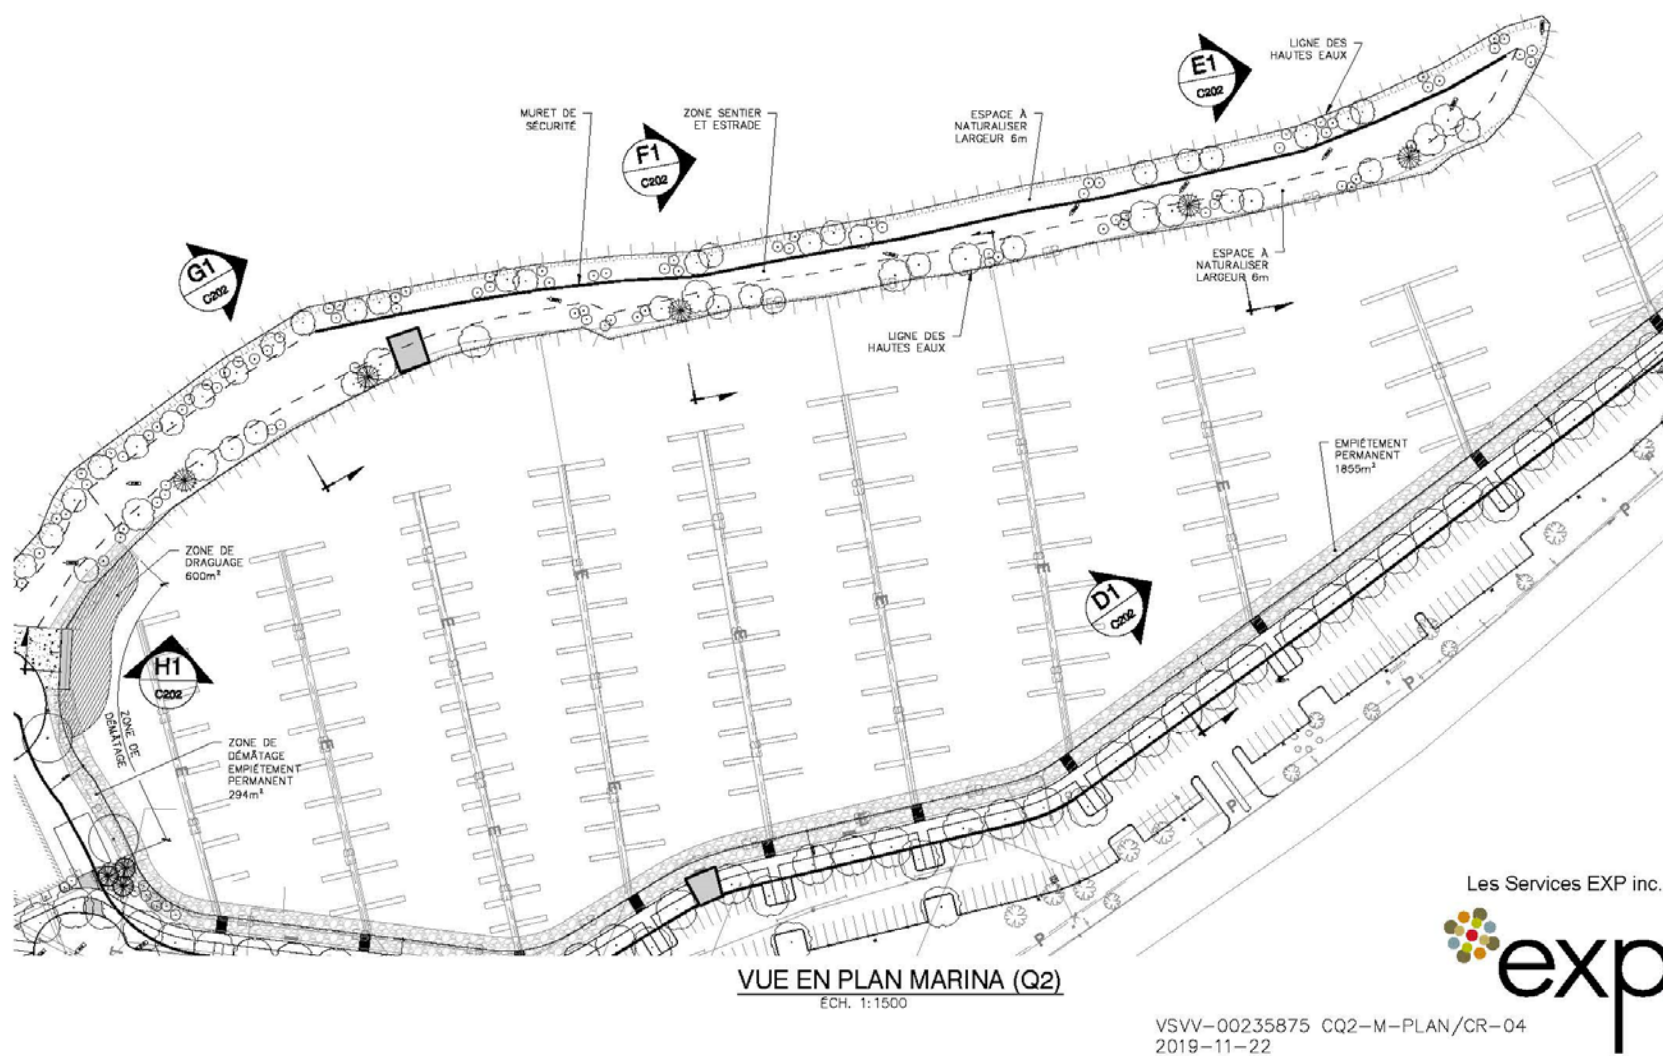 LIGNE DES
HAUTES EAUX
E1
C202
MURET DE
SÉCURITÉ
ZONE SENTIER
ET ESTRADE
ESPACE À
NATURALISER
LARGEUR 6m
F1
C202
G1
C202
ESPACE À
NATURALISER
LARGEUR 6m
LIGNE DES
HAUTES EAUX
EMPIÉTEMENT
PERMANENT
1855m²
ZONE DE
DRAGUAGE
600m²
D1
C202
H1
C202
ZONE DE
DÉMÂTAGE
ZONE DE
DÉMÂTAGE
EMPIÉTEMENT
PERMANENT
294m²
P
P
P
P
Les Services EXP inc.
exp
VUE EN PLAN MARINA (Q2)
ÉCH. 1:1500
VSVV-00235875 CQ2-M-PLAN/CR-04
2019-11-22